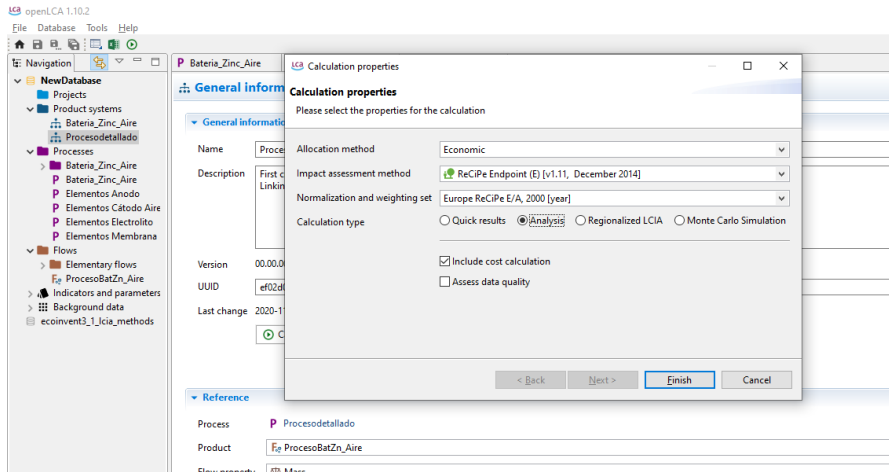 openLCA 1.10.2
File Database Tools Help
Navigation
NewDatabase
Projects
Product systems
Bateria_Zinc_Aire
Procesodetallado
Processes
Bateria_Zinc_Aire
Bateria_Zinc_Aire
Elementos Anodo
Elementos Cátodo Aire
Elementos Electrolito
Elementos Membrana
Flows
Elementary flows
ProcesoBatZn_Aire
Indicators and parameters
Background data
ecoinvent3_1_lcia_methods
P Bateria_Zinc_Aire
General inform
General informatio
Name Proce
Description First c
Linkin
Version 00.00.0
UUID ef02d
Last change 2020-1
C
Reference
Process P Procesodetallado
Product ProcesoBatZn_Aire
Flow property Mass
Calculation properties
Calculation properties
Please select the properties for the calculation
Allocation method Economic
Impact assessment method ReCiPe Endpoint (E) [v1.11, December 2014]
Normalization and weighting set Europe ReCiPe E/A, 2000 [year]
Calculation type Quick results Analysis Regionalized LCIA Monte Carlo Simulation
Include cost calculation
Assess data quality
< Back Next > Finish Cancel